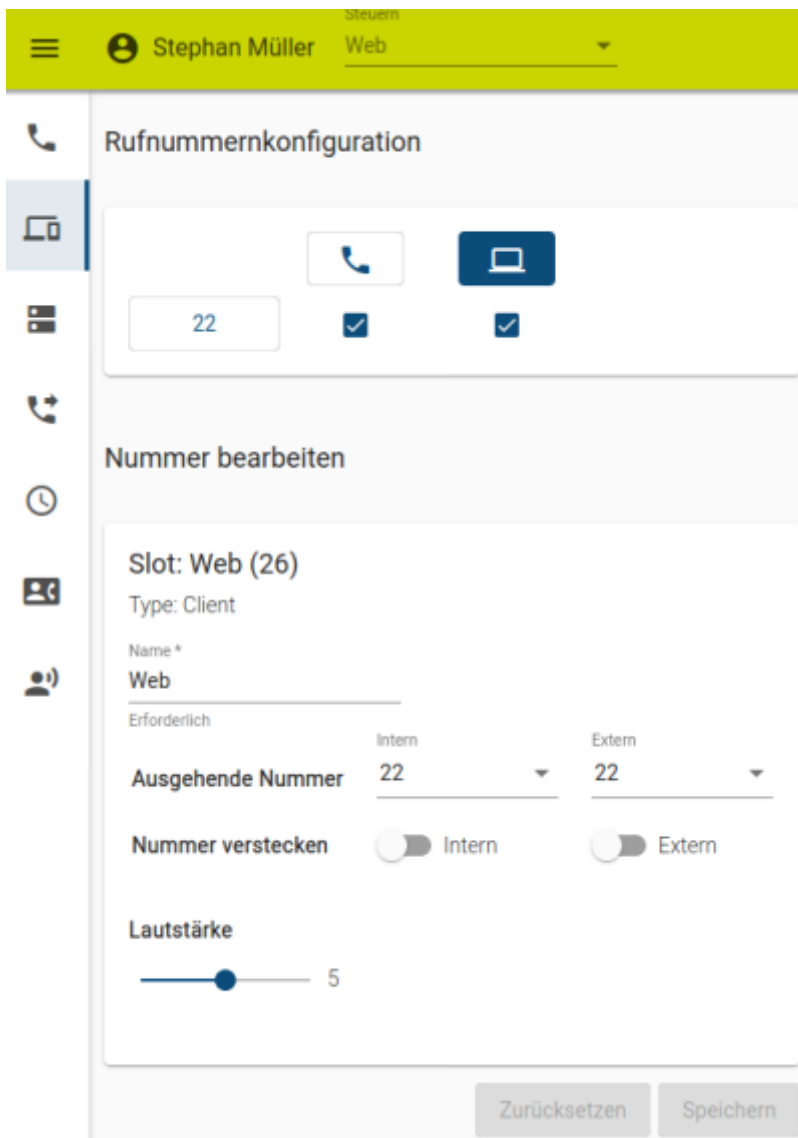 Steuern
Stephan Müller Web
Rufnummernkonfiguration
22
Nummer bearbeiten
Slot: Web (26)
Type: Client
Name *
Web
Erforderlich
Intern Extern
Ausgehende Nummer 22 22
Nummer verstecken Intern Extern
Lautstärke
5
Zurücksetzen Speichern